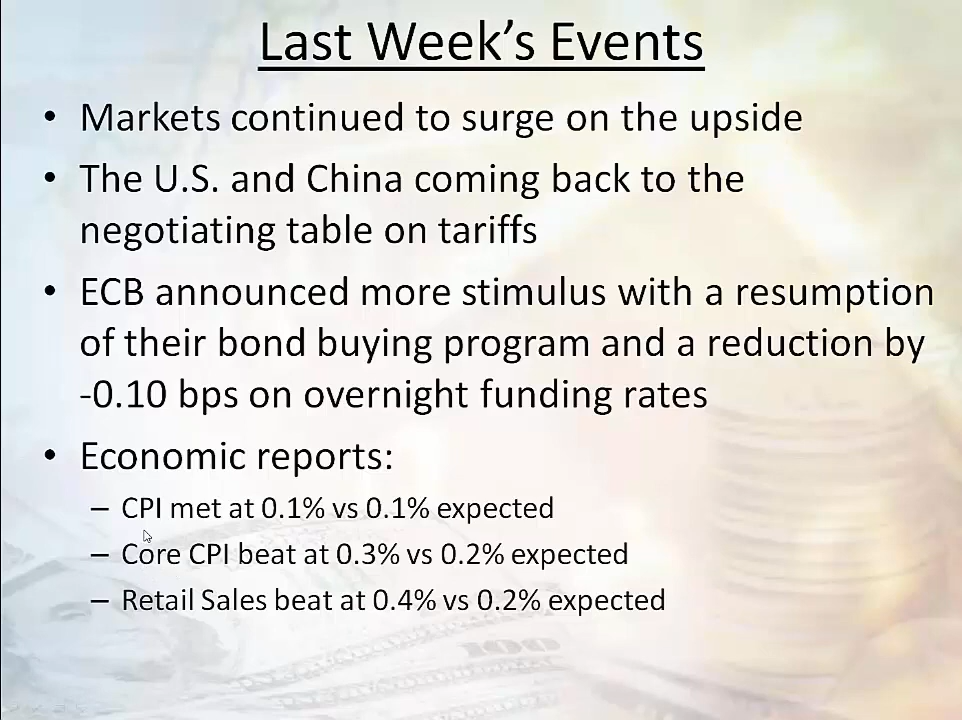 Last Week's Events
• Markets continued to surge on the upside
• The U.S. and China coming back to the
negotiating table on tariffs
• ECB announced more stimulus with a resumption
of their bond buying program and a reduction by
-0.10 bps on overnight funding rates
• Economic reports:
– CPI met at 0.1% vs 0.1% expected
– Core CPI beat at 0.3% vs 0.2% expected
– Retail Sales beat at 0.4% vs 0.2% expected
100